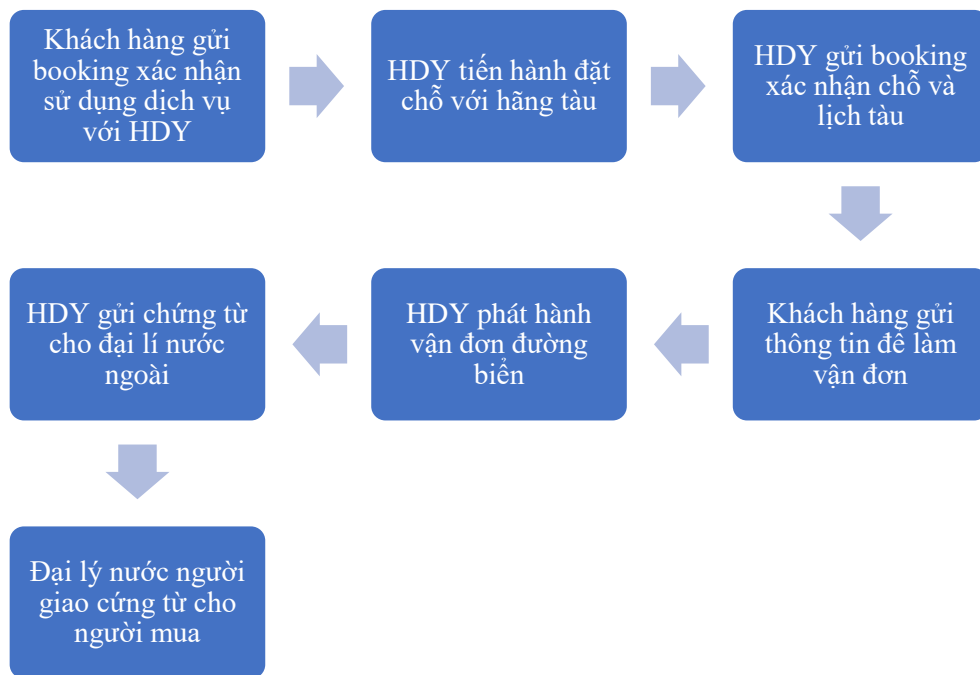 Khách hàng gửi
booking xác nhận
sử dụng dịch vụ
với HDY
HDY tiến hành đặt
chỗ với hãng tàu
HDY gửi booking
xác nhận chỗ và
lịch tàu
Khách hàng gửi
thông tin để làm
vận đơn
HDY phát hành
vận đơn đường
biển
HDY gửi chứng từ
cho đại lí nước
ngoài
Đại lý nước người
giao cứng từ cho
người mua